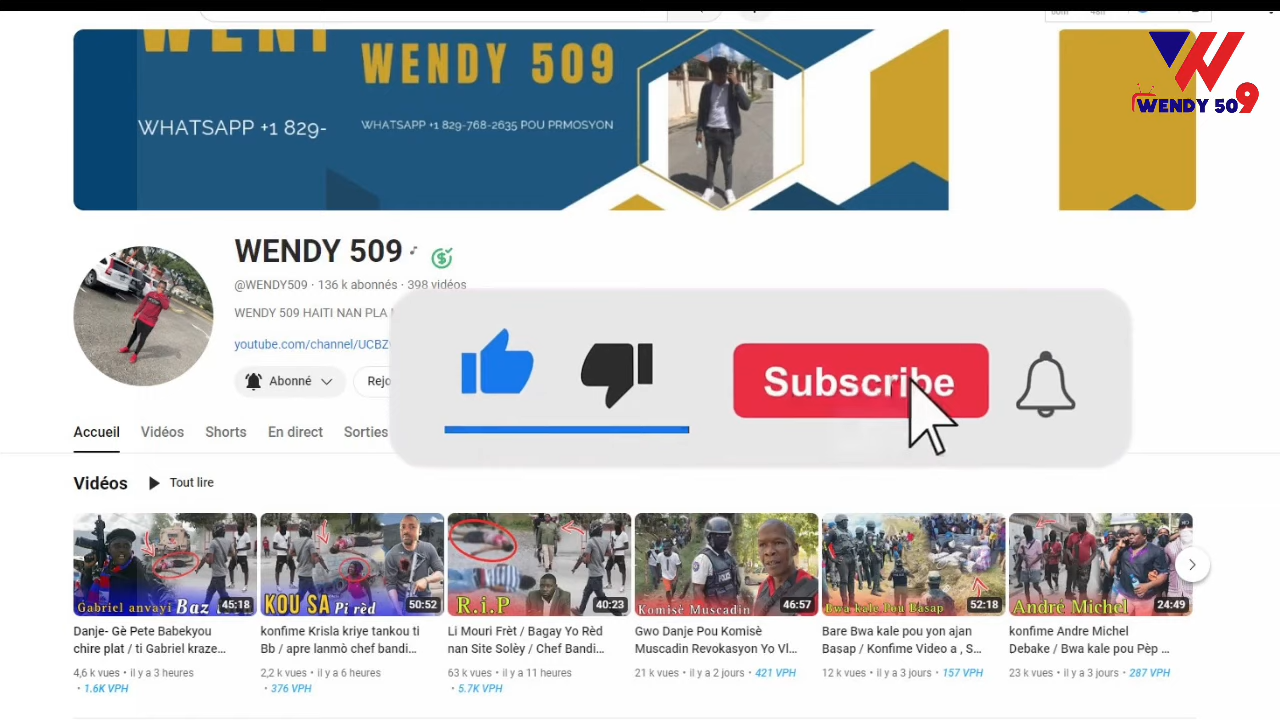 WENDY 509
WHATSAPP +1 829-
WHATSAPP +1 829-768-2635 POU PRMOSYON
WENDY 509
WENDY 509
@WENDY509 · 136 k abonnés · 398 vidéos
WENDY 509 HAITI NAN PLA
youtube.com/channel/UCBZ
Abonné
Subscribe
Accueil Vidéos Shorts En direct Sorties
Vidéos Tout lire
Gabriel anvayi Baz 45:18
KOU SA Pi rèd 50:52
R.i.P 40:23
Komisè Muscadin 46:57
Bwa kale pou Basap 52:18
Andre Michel 24:49
Danje- Gè Pete Babekyou
chire plat / ti Gabriel kraze...
4,6 k vues • il y a 3 heures
· 1.6K VPH
konfime Krisla kriye tankou ti
Bb / apre lanmò chef bandi...
2,2 k vues • il y a 6 heures
· 376 VPH
Li Mouri Frèt / Bagay Yo Rèd
nan Site Solèy / Chef Bandi...
63 k vues • il y a 11 heures
· 5.7K VPH
Gwo Danje Pou Komisè
Muscadin Revokasyon Yo Vl...
21 k vues • il y a 2 jours · 421 VPH
Bare Bwa kale pou yon ajan
Basap / Konfime Video a , S...
12 k vues • il y a 3 jours · 157 VPH
konfime Andre Michel
Debake / Bwa kale pou Pèp ...
23 k vues • il y a 3 jours · 287 VPH